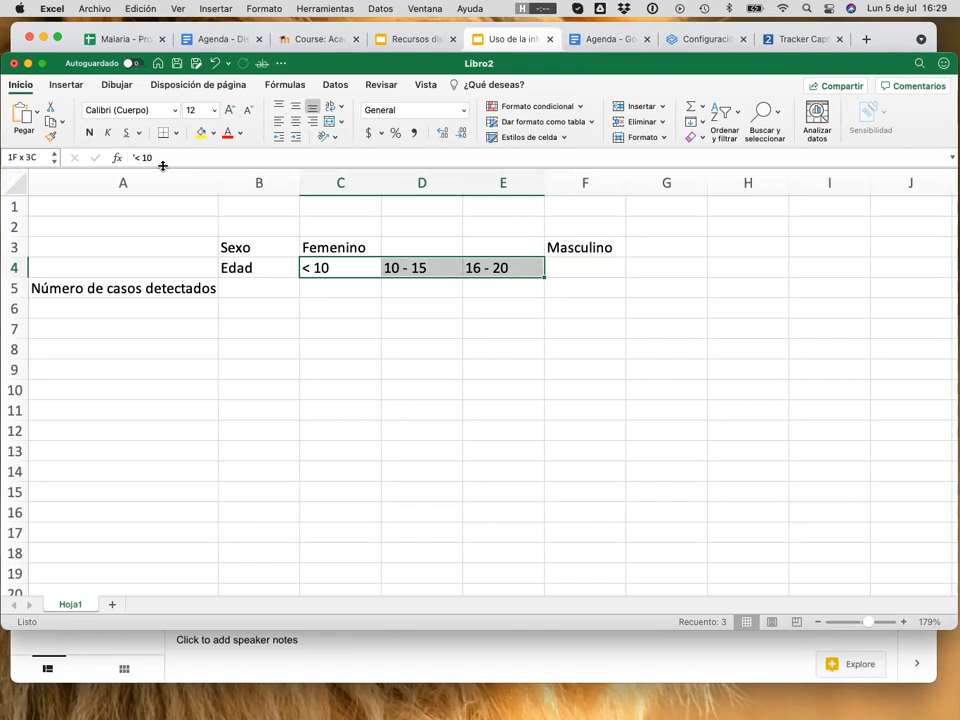 Excel Archivo Edición Ver Insertar Formato Herramientas Datos Ventana Ayuda Lun 5 de jul 16:29
Malaria - Pro Agenda - Dis Course: Aca Recursos dis Uso de la info Agenda - Go Configuració Tracker Capt
Autoguardado Libro2
Inicio Insertar Dibujar Disposición de página Fórmulas Datos Revisar Vista ¿Qué deseas? Compartir Comentarios
Pegar Calibri (Cuerpo) 12 General Formato condicional Insertar
N K S Dar formato como tabla Eliminar
Estilos de celda Formato Ordenar y filtrar Buscar y seleccionar Analizar datos Sensibilidad
1F x 3C fx '< 10
A B C D E F G H I J
1
2
3 Sexo Femenino Masculino
4 Edad < 10 10 - 15 16 - 20
5 Número de casos detectados
6
7
8
9
10
11
12
13
14
15
16
17
18
19
20
Hoja1
Listo Recuento: 3 179%
Click to add speaker notes
Explore